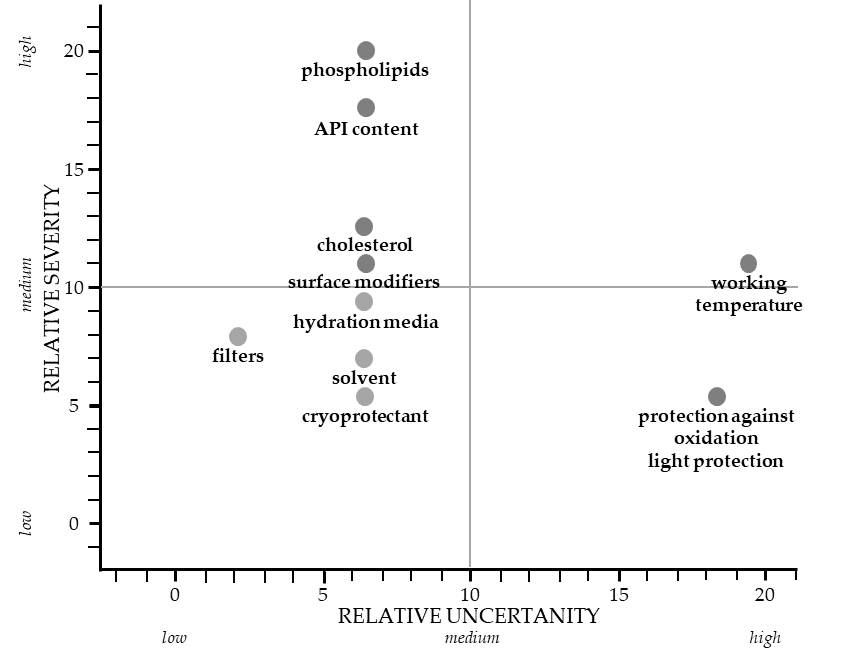 high
20
phospholipids
API content
15
RELATIVE SEVERITY
cholesterol
medium
surface modifiers
10
working
temperature
hydration media
filters
solvent
5
cryoprotectant
protection against
oxidation
light protection
low
0
0 5 10 15 20
RELATIVE UNCERTANITY
low medium high